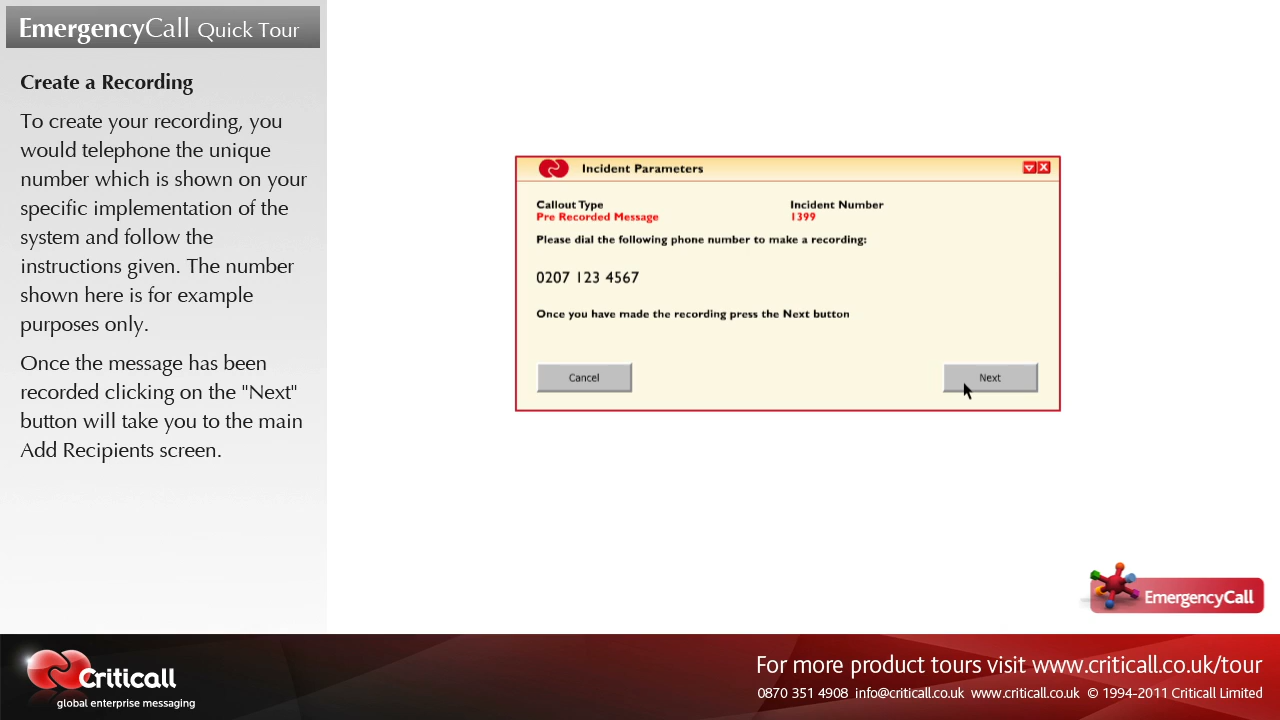 EmergencyCall Quick Tour
Create a Recording
To create your recording, you
would telephone the unique
number which is shown on your
specific implementation of the
system and follow the
instructions given. The number
shown here is for example
purposes only.
Once the message has been
recorded clicking on the "Next"
button will take you to the main
Add Recipients screen.
Incident Parameters
Callout Type
Pre Recorded Message
Incident Number
1399
Please dial the following phone number to make a recording:
0207 123 4567
Once you have made the recording press the Next button
Cancel
Next
EmergencyCall
Criticall
global enterprise messaging
For more product tours visit www.criticall.co.uk/tour
0870 351 4908 info@criticall.co.uk www.criticall.co.uk © 1994-2011 Criticall Limited